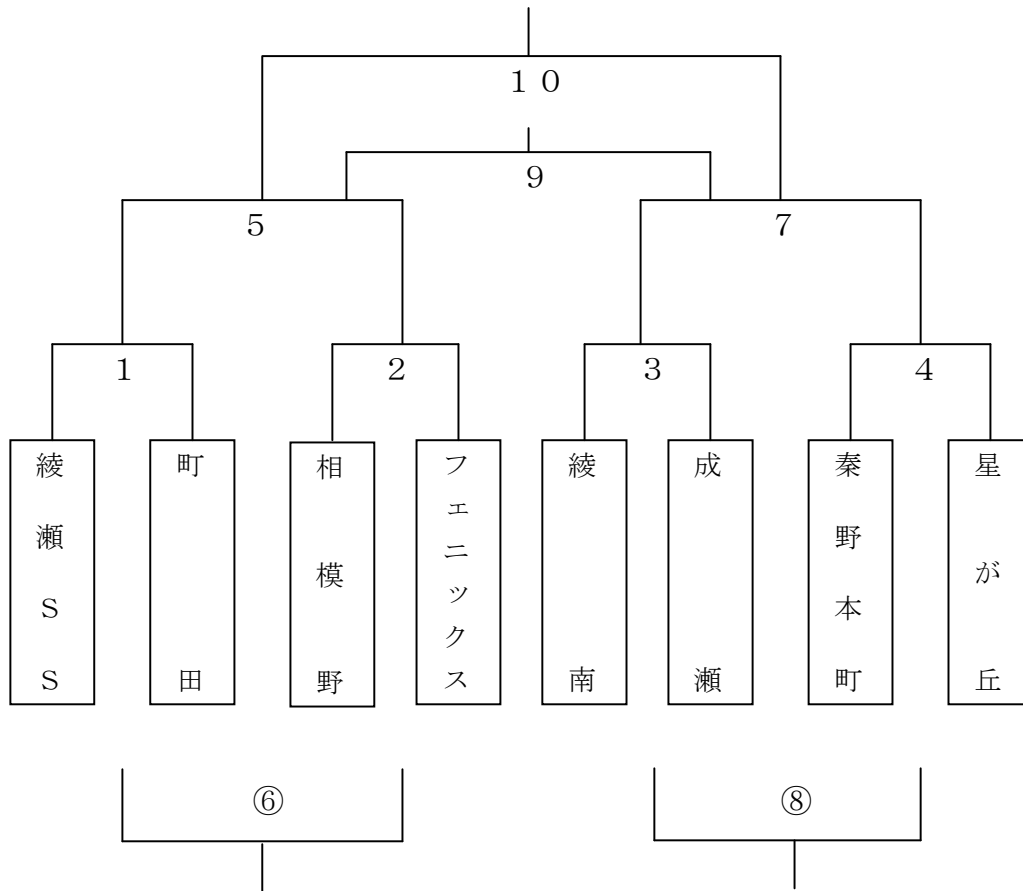 １０
９
５
７
１
２
３
４
綾瀬ＳＳ
町田
相模野
フェニックス
綾南
成瀬
秦野本町
星が丘
⑥
⑧